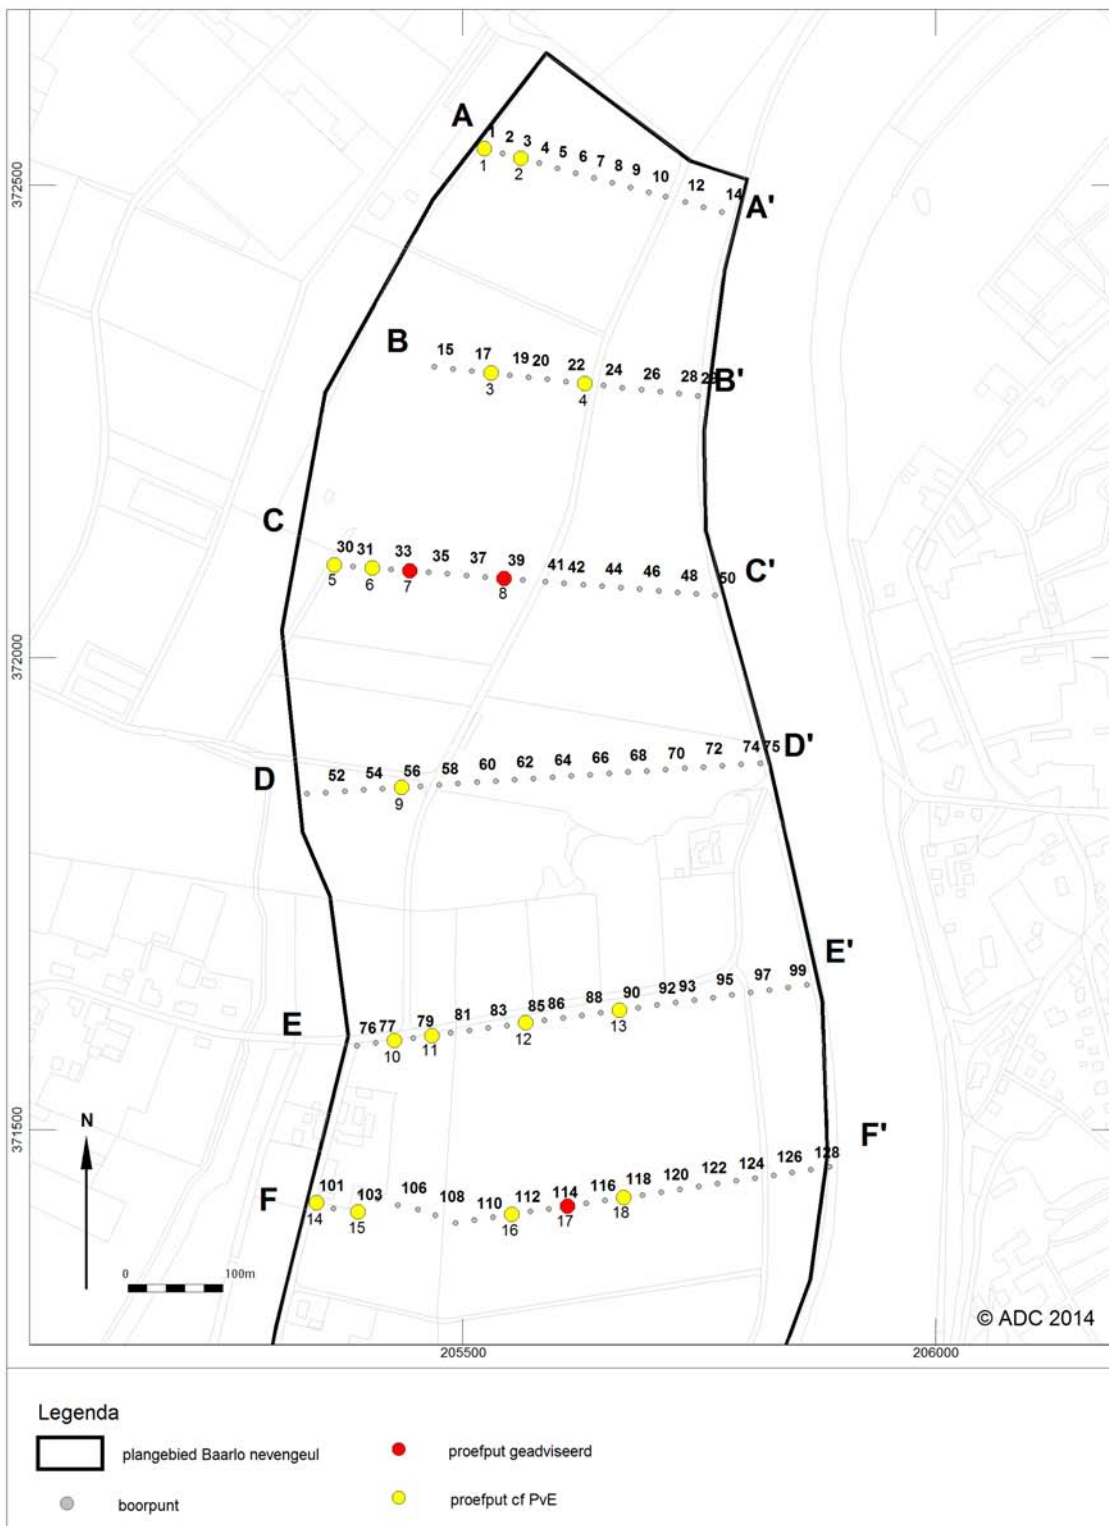 A
1 2 3 4 5 6 7 8 9 10 12 14
A'
1 2
372500
B
15 17 19 20 22 24 26 28 29
B'
3 4
C
30 31 33 35 37 39 41 42 44 46 48 50
C'
5 6 7 8
372000
D
52 54 56 58 60 62 64 66 68 70 72 74 75
D'
9
E
76 77 79 81 83 85 86 88 90 92 93 95 97 99
E'
10 11 12 13
371500
F
101 103 106 108 110 112 114 116 118 120 122 124 126 128
F'
14 15 16 17 18
N
0 100m
© ADC 2014
205500 206000
Legenda
plangebied Baarlo nevengeul
proefput geadviseerd
boorpunt
proefput cf PvE